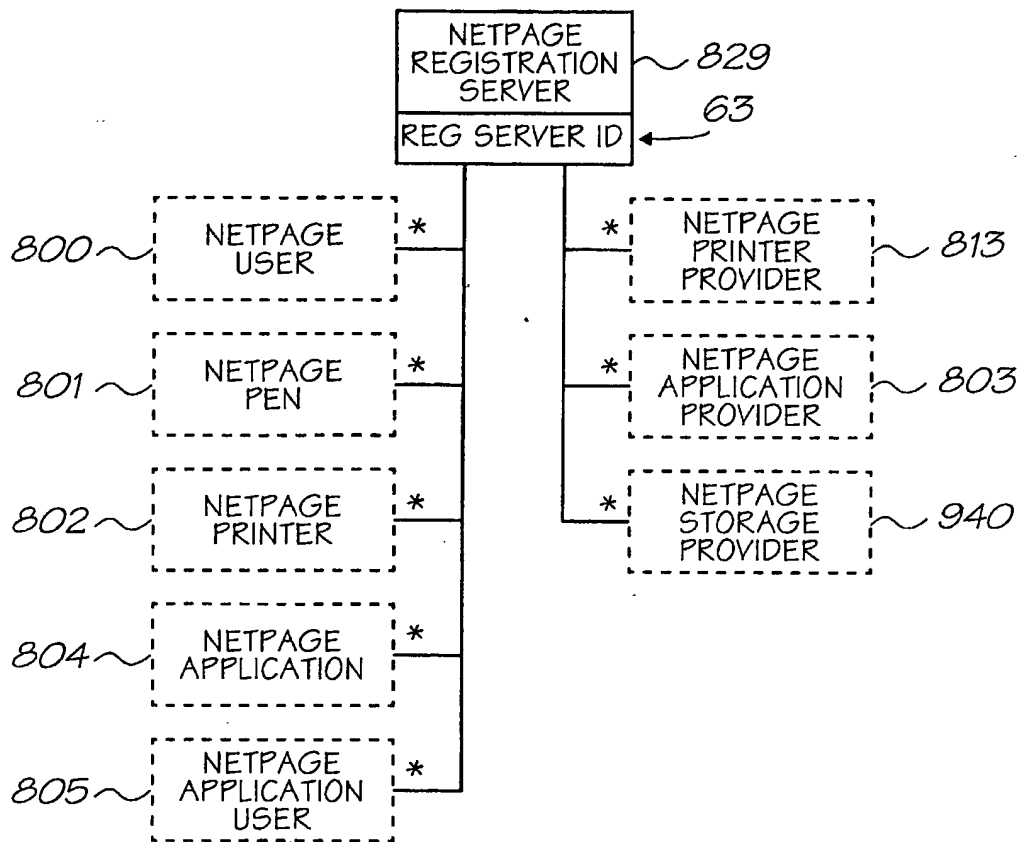 NETPAGE
REGISTRATION
SERVER
829
REG SERVER ID
63
800
NETPAGE
USER
*
*
NETPAGE
PRINTER
PROVIDER
813
801
NETPAGE
PEN
*
*
NETPAGE
APPLICATION
PROVIDER
803
802
NETPAGE
PRINTER
*
*
NETPAGE
STORAGE
PROVIDER
940
804
NETPAGE
APPLICATION
*
805
NETPAGE
APPLICATION
USER
*